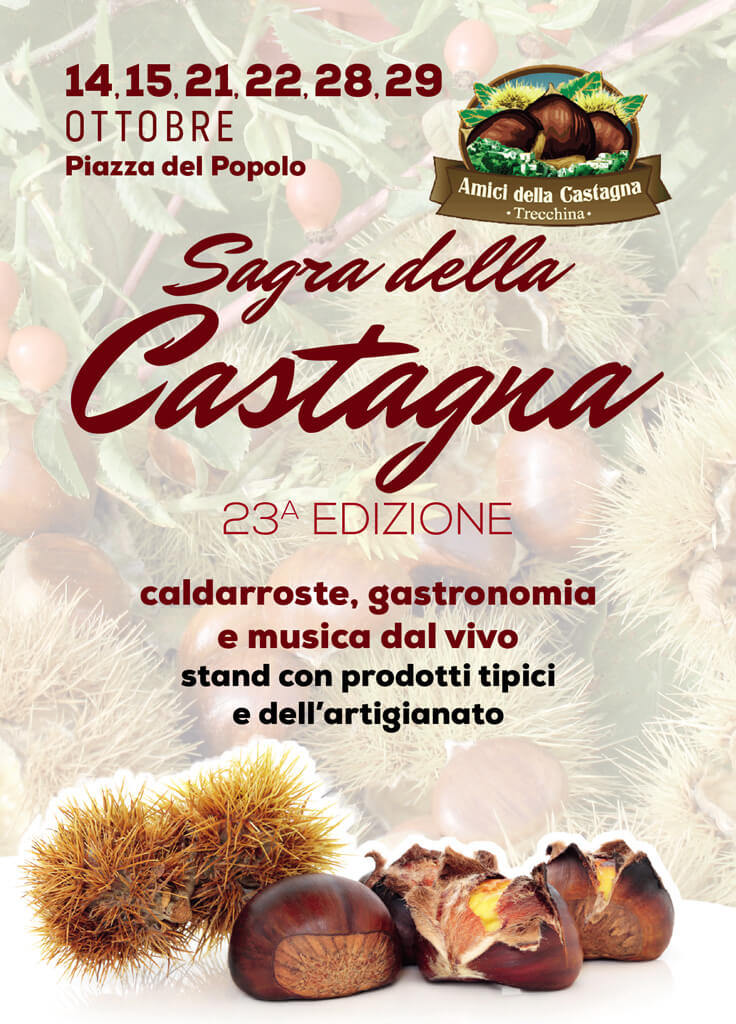 14, 15, 21, 22, 28, 29
OTTOBRE
Piazza del Popolo
Amici della Castagna
• Trecchina •
Sagra della
Castagna
23ᴬ EDIZIONE
caldarroste, gastronomia
e musica dal vivo
stand con prodotti tipici
e dell’artigianato